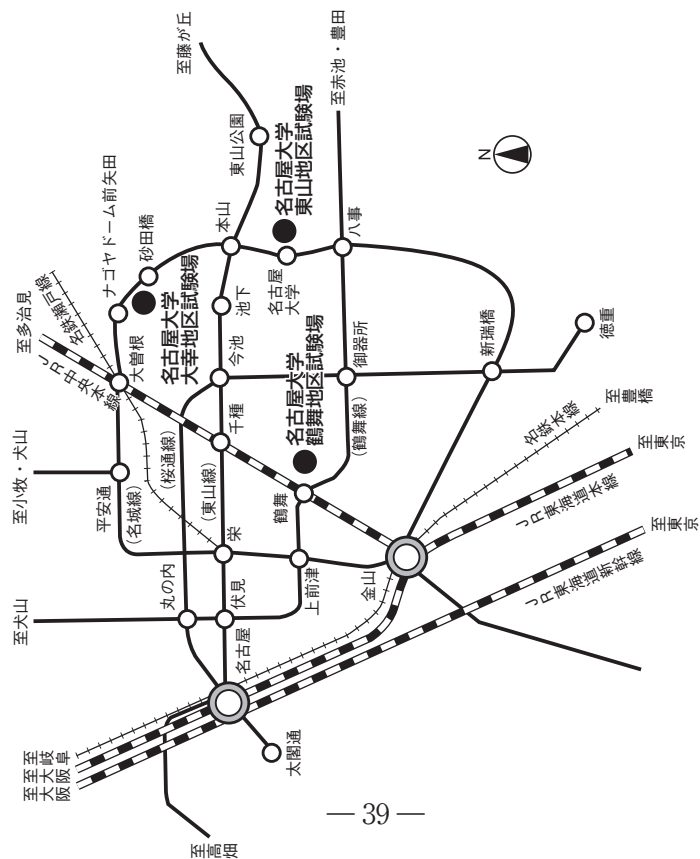 至藤が丘
至赤池・豊田
東山公園
名古屋大学
東山地区試験場
N
ナゴヤドーム前矢田
砂田橋
本山
名古屋
大学
八事
至多治見
名鉄瀬戸線
JR中央本線
大曽根
名古屋大学
大幸地区試験場
池下
今池
名古屋大学
鶴舞地区試験場
御器所
新瑞橋
徳重
至小牧・犬山
平安通
(名城線)
(桜通線)
(東山線)
千種
鶴舞
(鶴舞線)
名鉄本線
至豊橋
JR東海道本線
至東京
JR東海道新幹線
至東京
至犬山
丸の内
伏見
栄
上前津
金山
名古屋
太閤通
至岐阜
至大阪
至大阪
至高畑
— 39 —